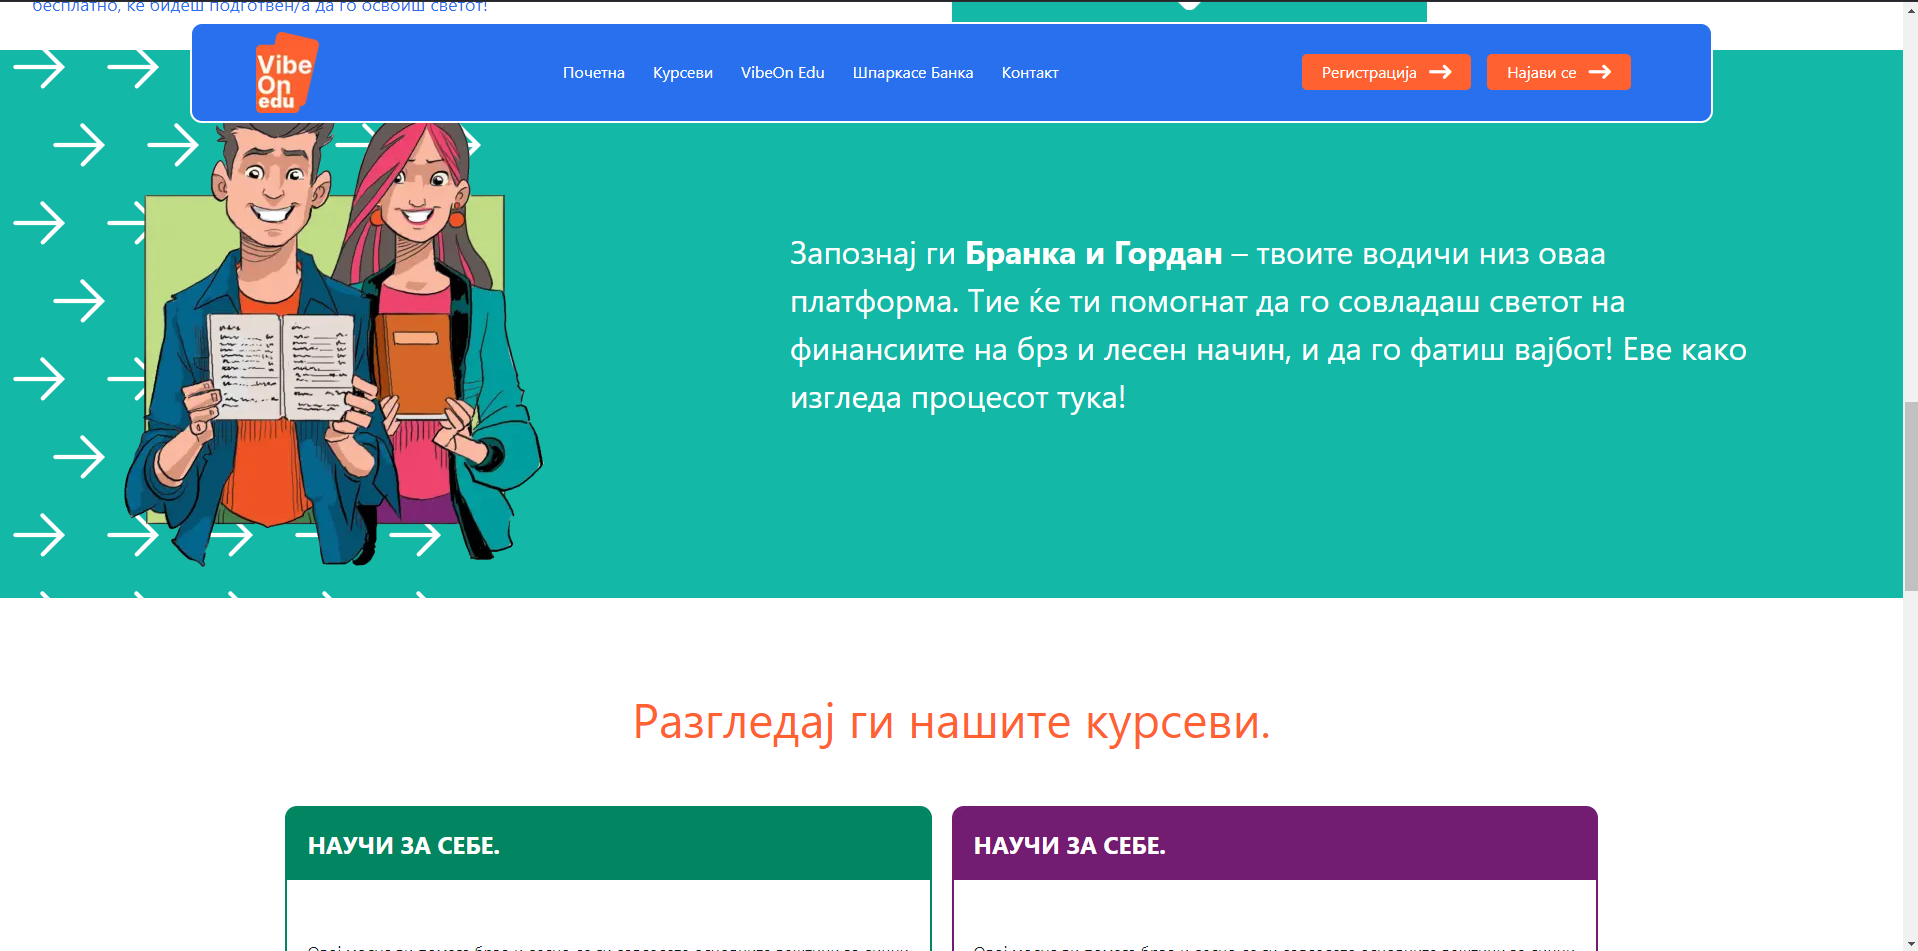 бесплатно, ќе бидеш подготвен/а да го освоиш светот!
Vibe
On
edu
Почетна
Курсеви
VibeOn Edu
Шпаркасе Банка
Контакт
Регистрација
Најави се
Запознај ги Бранка и Гордан – твоите водичи низ оваа
платформа. Тие ќе ти помогнат да го совладаш светот на
финансиите на брз и лесен начин, и да го фатиш вајбот! Еве како
изгледа процесот тука!
Разгледај ги нашите курсеви.
НАУЧИ ЗА СЕБЕ.
НАУЧИ ЗА СЕБЕ.